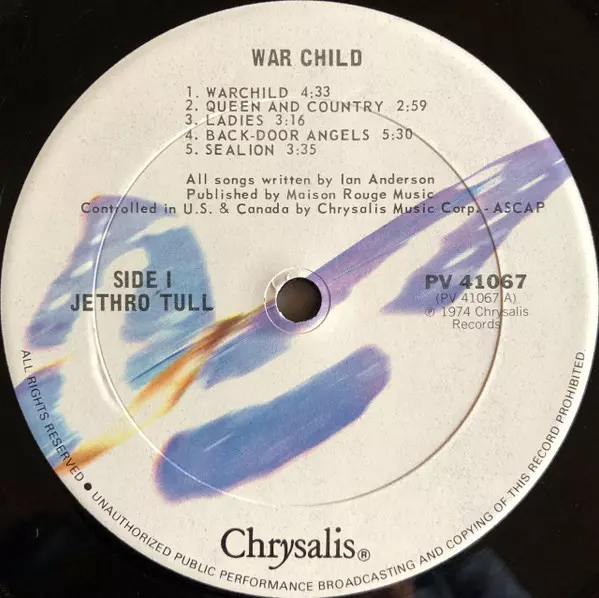 WAR CHILD
1. WARCHILD 4:33
2. QUEEN AND COUNTRY 2:59
3. LADIES 3:16
4. BACK-DOOR ANGELS 5:30
5. SEALION 3:35
All songs written by Ian Anderson
Published by Maison Rouge Music
Controlled in U.S. & Canada by Chrysalis Music Corp. - ASCAP
SIDE I
JETHRO TULL
PV 41067
(PV 41067 A)
℗ 1974 Chrysalis
Records
Chrysalis®
ALL RIGHTS RESERVED ● UNAUTHORIZED PUBLIC PERFORMANCE BROADCASTING AND COPYING OF THIS RECORD PROHIBITED.